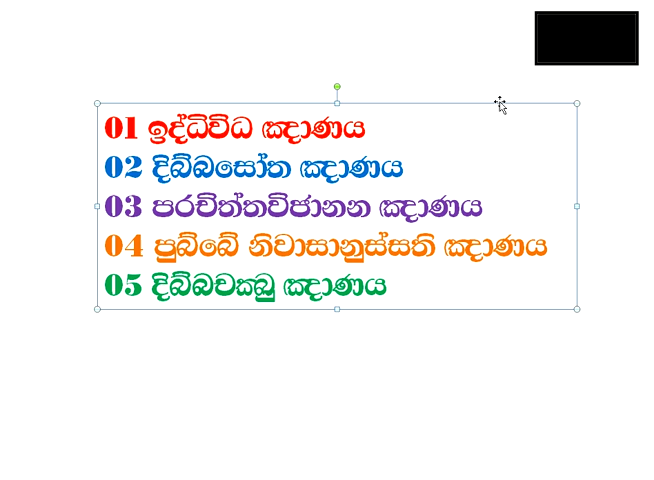 01 ඉද්ධිවිධ ඤාණය
02 දිබ්බසෝත ඤාණය
03 පරචිත්තවිජානන ඤාණය
04 පුබ්බේ නිවාසානුස්සති ඤාණය
05 දිබ්බචක්ඛු ඤාණය